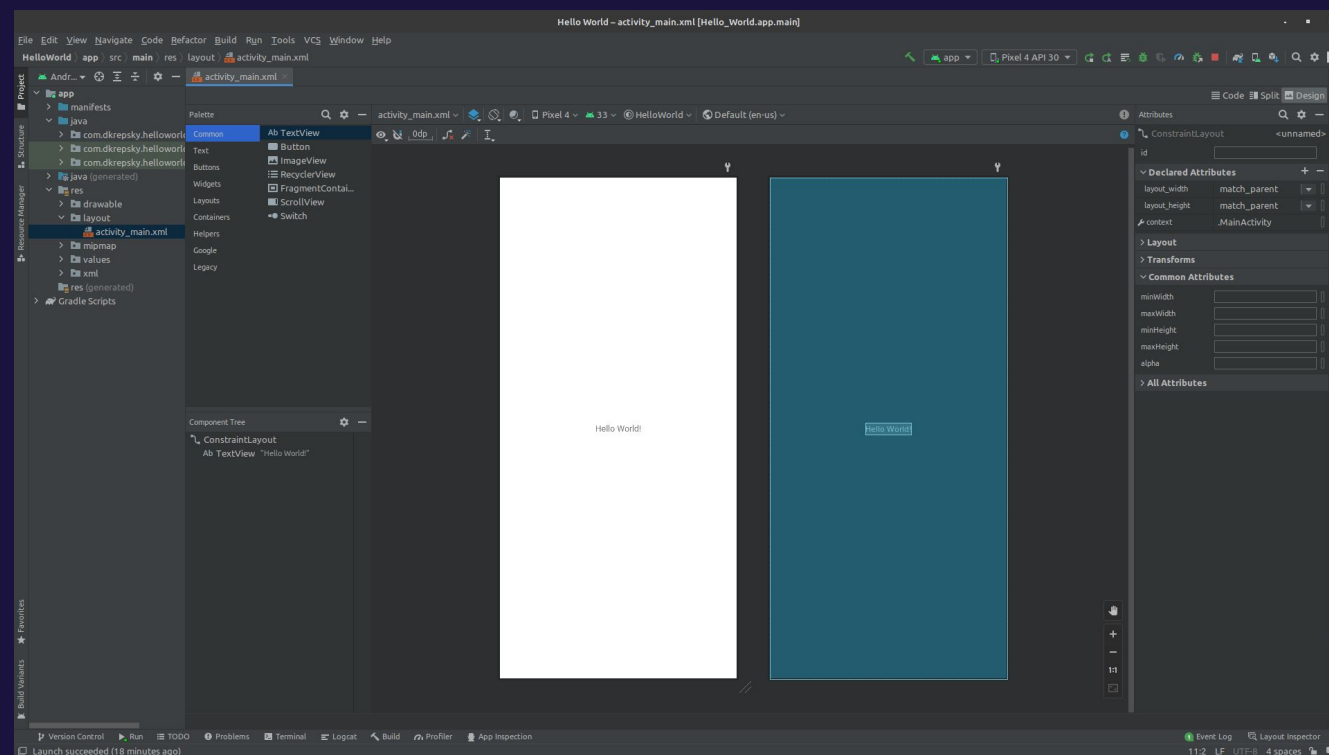 Hello World – activity_main.xml [Hello_World.app.main]
File Edit View Navigate Code Refactor Build Run Tools VCS Window Help
HelloWorld app src main res layout activity_main.xml
app Pixel 4 API 30
Project
Andr...
activity_main.xml
app
manifests
java
com.dkrepsky.helloworld
com.dkrepsky.helloworl
com.dkrepsky.helloworl
java (generated)
res
drawable
layout
activity_main.xml
mipmap
values
xml
res (generated)
Gradle Scripts
Structure
Resource Manager
Favorites
Build Variants
Code Split Design
Palette
Common
Text
Buttons
Widgets
Layouts
Containers
Helpers
Google
Legacy
Ab TextView
Button
ImageView
RecyclerView
FragmentContai...
ScrollView
Switch
activity_main.xml Pixel 4 33 HelloWorld Default (en-us)
0dp
Component Tree
ConstraintLayout
Ab TextView "Hello World!"
Hello World!
Hello World!
1:1
Attributes
ConstraintLayout <unnamed>
id
Declared Attributes
layout_width match_parent
layout_height match_parent
context .MainActivity
Layout
Transforms
Common Attributes
minWidth
maxWidth
minHeight
maxHeight
alpha
All Attributes
Version Control Run TODO Problems Terminal Logcat Build Profiler App Inspection
1 Event Log Layout Inspector
Launch succeeded (18 minutes ago)
11:2 LF UTF-8 4 spaces